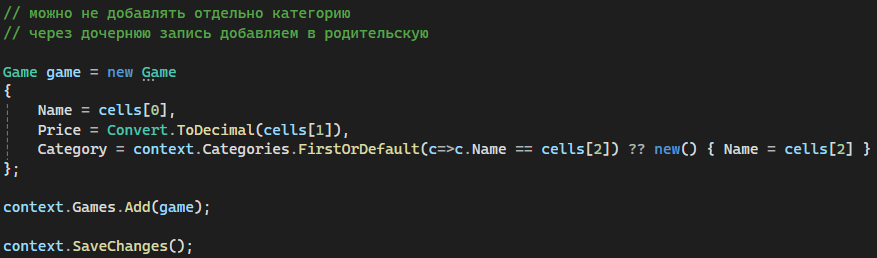 // можно не добавлять отдельно категорию
// через дочернюю запись добавляем в родительскую
Game game = new Game
{
Name = cells[0],
Price = Convert.ToDecimal(cells[1]),
Category = context.Categories.FirstOrDefault(c=>c.Name == cells[2]) ?? new() { Name = cells[2] }
};
context.Games.Add(game);
context.SaveChanges();